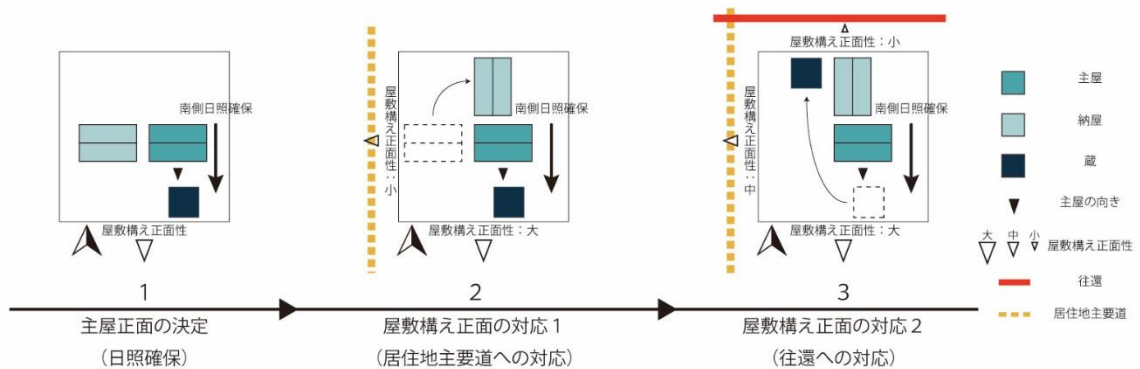 南側日照確保
屋敷構え正面性
屋敷構え正面性：小
南側日照確保
屋敷構え正面性：大
屋敷構え正面性：小
屋敷構え正面性：中
南側日照確保
屋敷構え正面性：大
主屋
納屋
蔵
主屋の向き
大 中 小
屋敷構え正面性
往還
居住地主要道
1
主屋正面の決定
（日照確保）
2
屋敷構え正面の対応1
（居住地主要道への対応）
3
屋敷構え正面の対応2
（往還への対応）